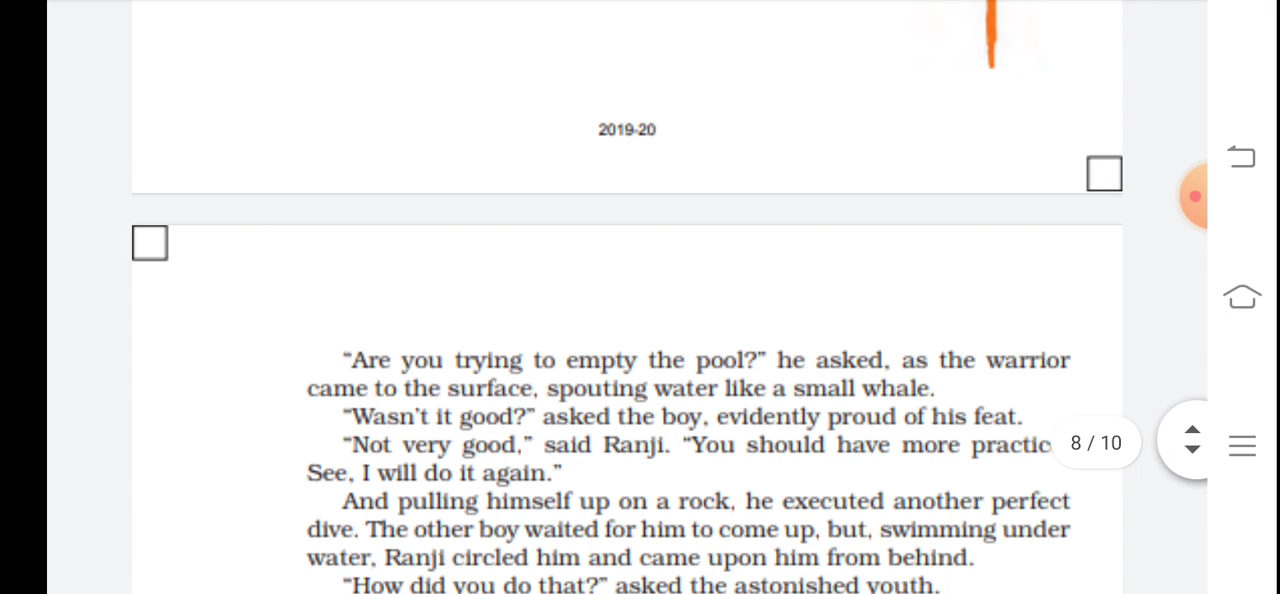 2019-20
“Are you trying to empty the pool?” he asked, as the warrior
came to the surface, spouting water like a small whale.
“Wasn’t it good?” asked the boy, evidently proud of his feat.
“Not very good,” said Ranji. “You should have more practic
See, I will do it again.”
And pulling himself up on a rock, he executed another perfect
dive. The other boy waited for him to come up, but, swimming under
water, Ranji circled him and came upon him from behind.
“How did you do that?” asked the astonished youth.
8 / 10